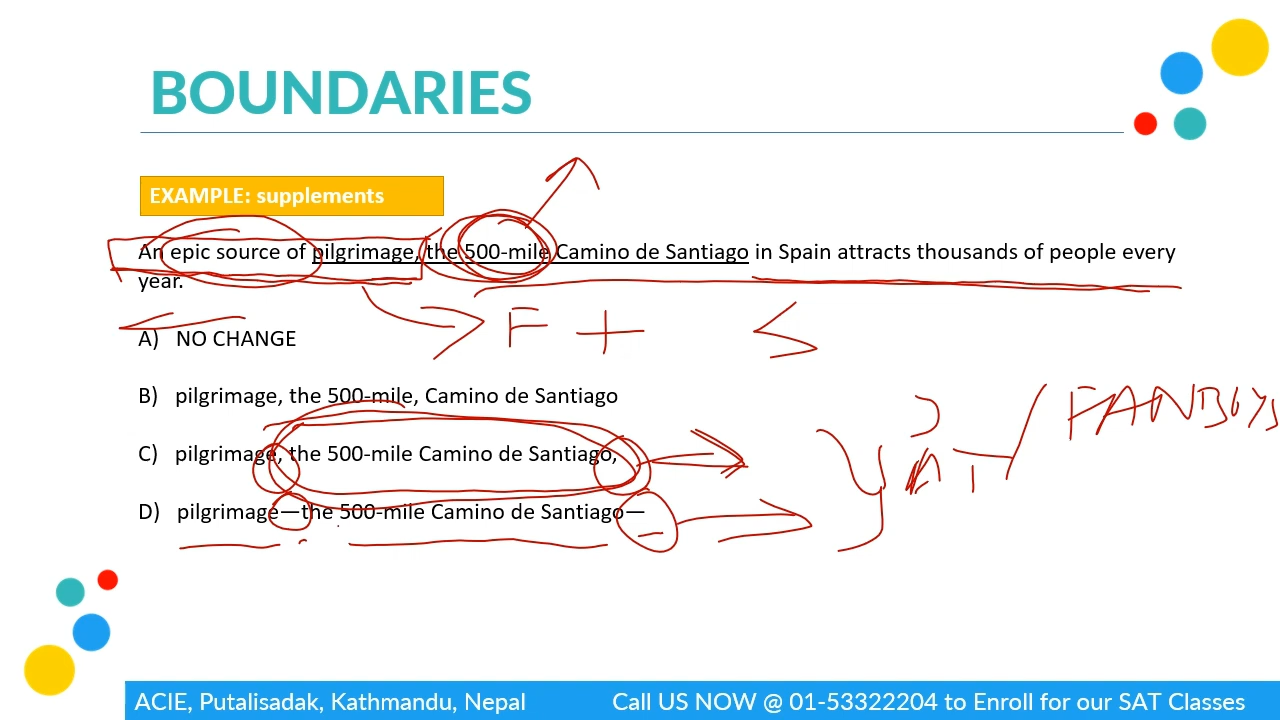 BOUNDARIES
EXAMPLE: supplements
An epic source of pilgrimage, the 500-mile Camino de Santiago in Spain attracts thousands of people every
year.
F + S
A) NO CHANGE
B) pilgrimage, the 500-mile, Camino de Santiago
FANBOYS
C) pilgrimage, the 500-mile Camino de Santiago,
D) pilgrimage—the 500-mile Camino de Santiago—
ACIE, Putalisadak, Kathmandu, Nepal
Call US NOW @ 01-53322204 to Enroll for our SAT Classes